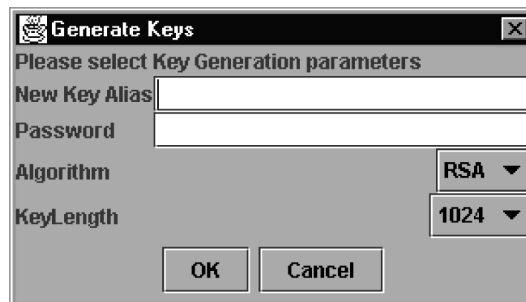 Generate Keys
Please select Key Generation parameters
New Key Alias
Password
Algorithm RSA
KeyLength 1024
OK Cancel